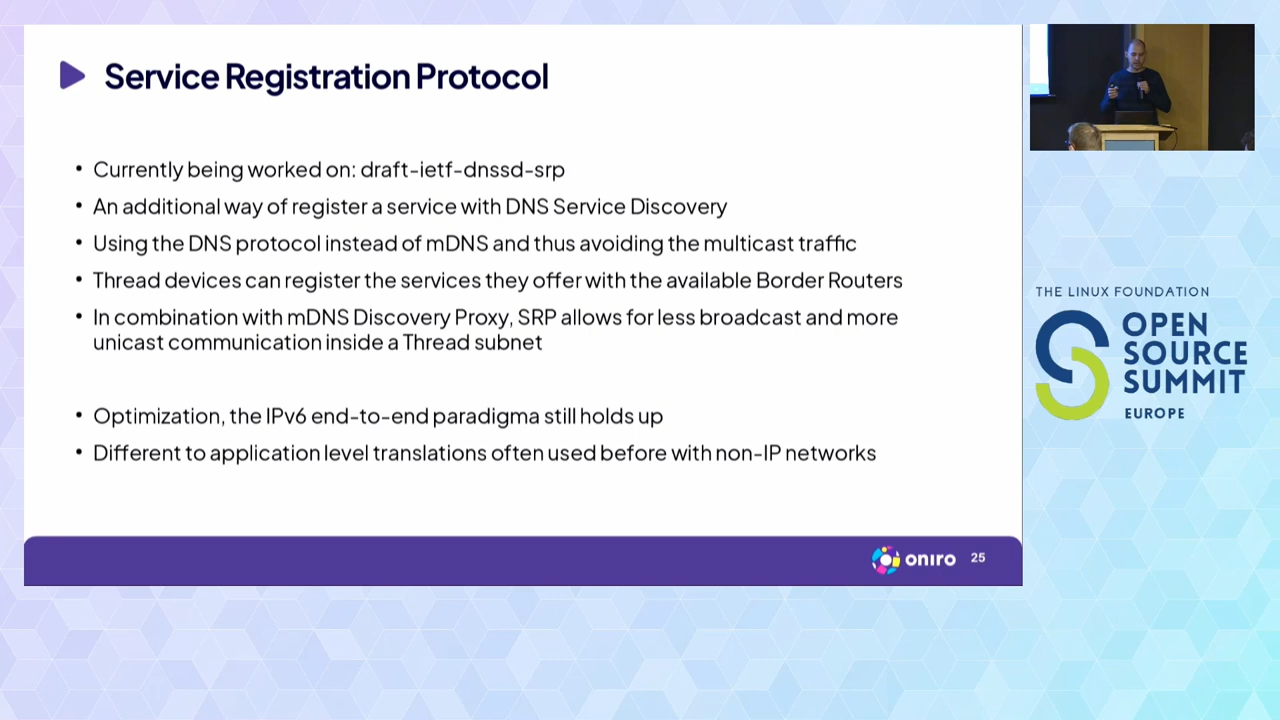 Service Registration Protocol
• Currently being worked on: draft-ietf-dnssd-srp
• An additional way of register a service with DNS Service Discovery
• Using the DNS protocol instead of mDNS and thus avoiding the multicast traffic
• Thread devices can register the services they offer with the available Border Routers
• In combination with mDNS Discovery Proxy, SRP allows for less broadcast and more
unicast communication inside a Thread subnet
• Optimization, the IPv6 end-to-end paradigma still holds up
• Different to application level translations often used before with non-IP networks
oniro 25
THE LINUX FOUNDATION
OPEN
SOURCE
SUMMIT
EUROPE